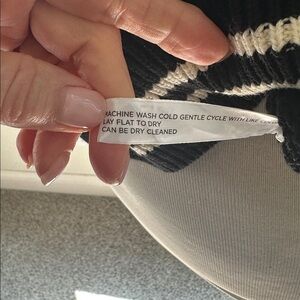 MACHINE WASH COLD GENTLE CYCLE WITH LIKE
LAY FLAT TO DRY
CAN BE DRY CLEANED